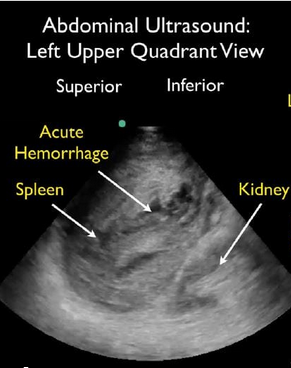 Abdominal Ultrasound:
Left Upper Quadrant View
Superior Inferior
Acute
Hemorrhage
Spleen
Kidney